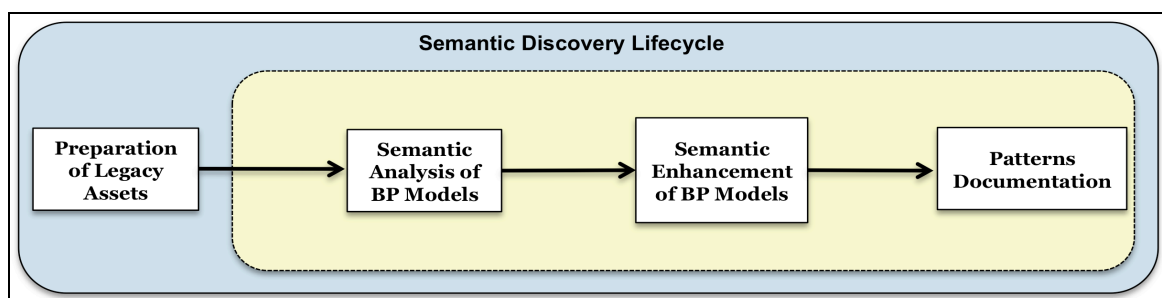 Semantic Discovery Lifecycle
Preparation
of Legacy
Assets
Semantic
Analysis of
BP Models
Semantic
Enhancement
of BP Models
Patterns
Documentation